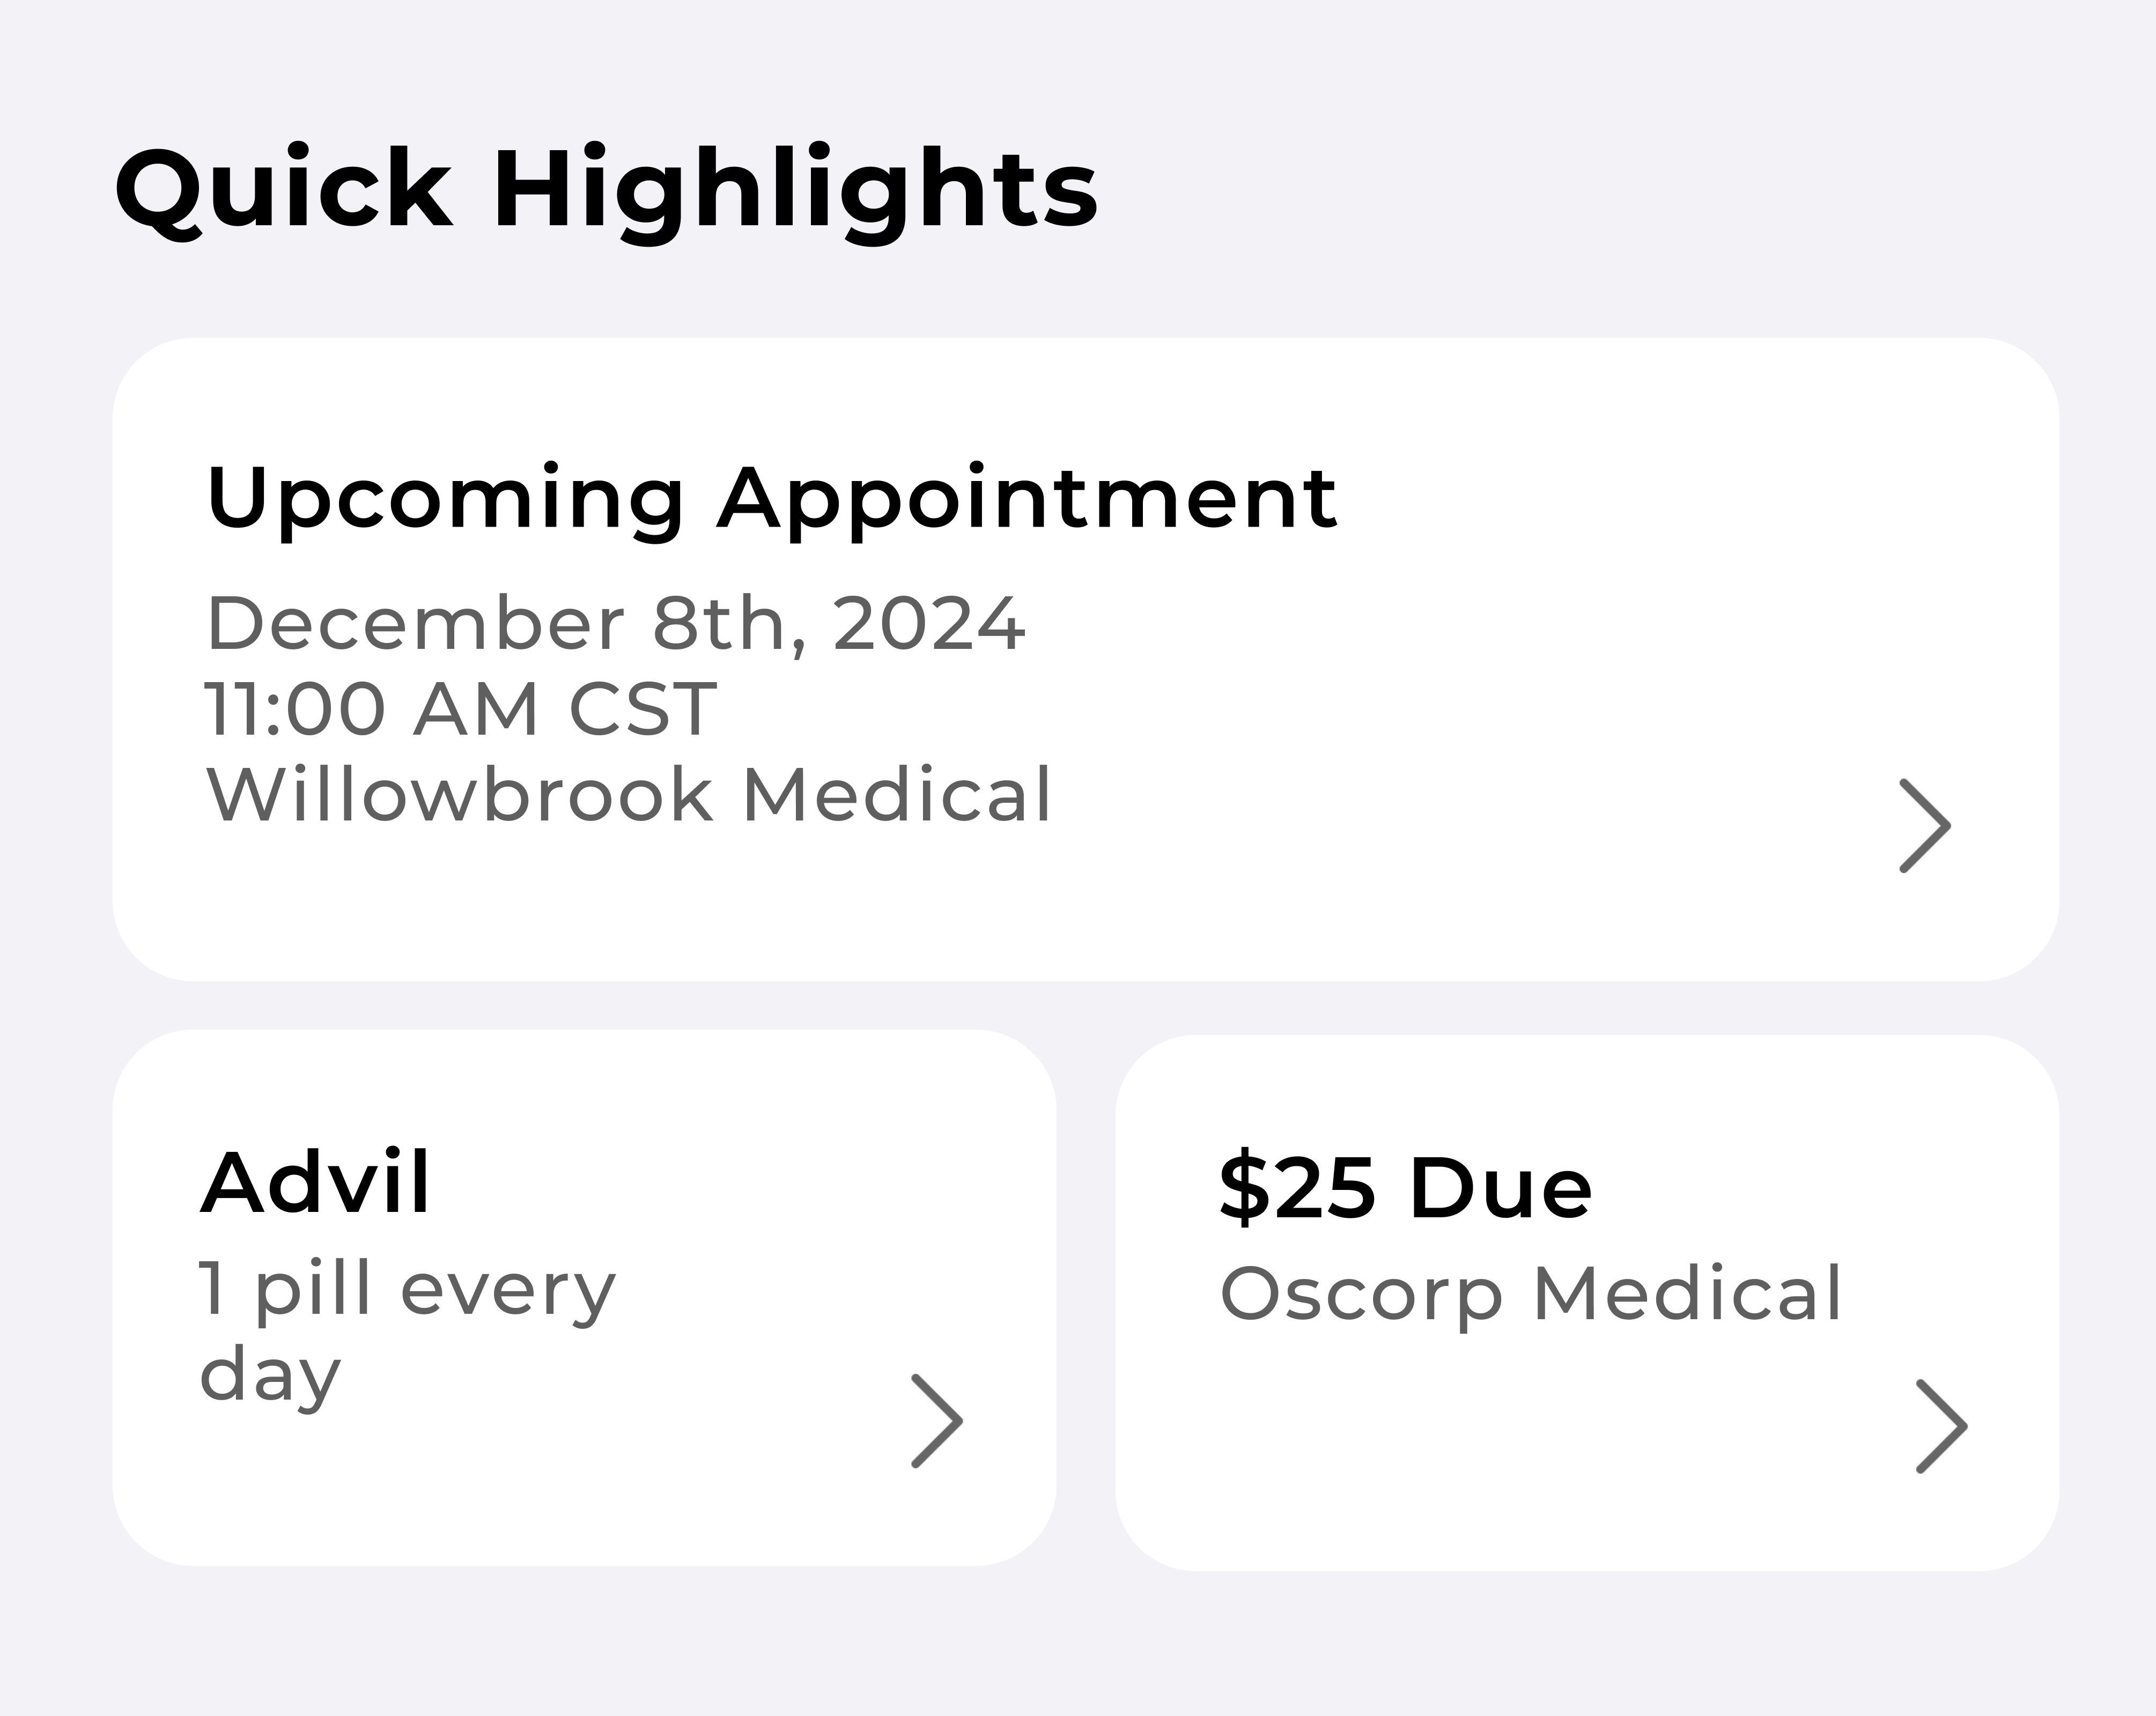 Quick Highlights
Upcoming Appointment
December 8th, 2024
11:00 AM CST
Willowbrook Medical
Advil
1 pill every
day
$25 Due
Oscorp Medical